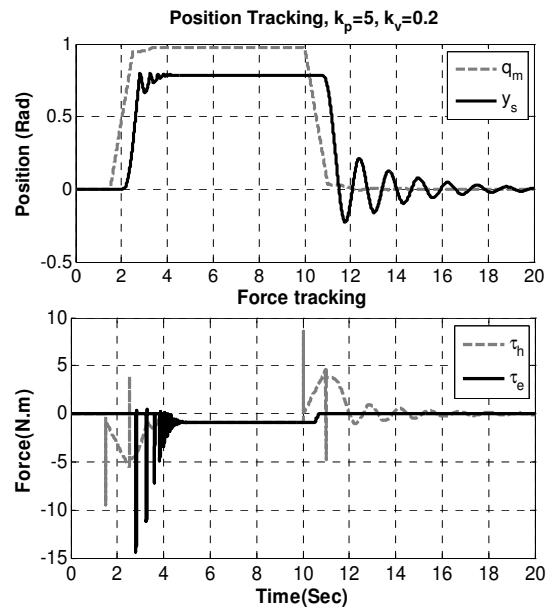 Position Tracking, k_p=5, k_v=0.2
1
0.5
0
-0.5
Position (Rad)
q_m
y_s
0 2 4 6 8 10 12 14 16 18 20
Force tracking
10
5
0
-5
-10
-15
Force(N.m)
τ_h
τ_e
0 2 4 6 8 10 12 14 16 18 20
Time(Sec)